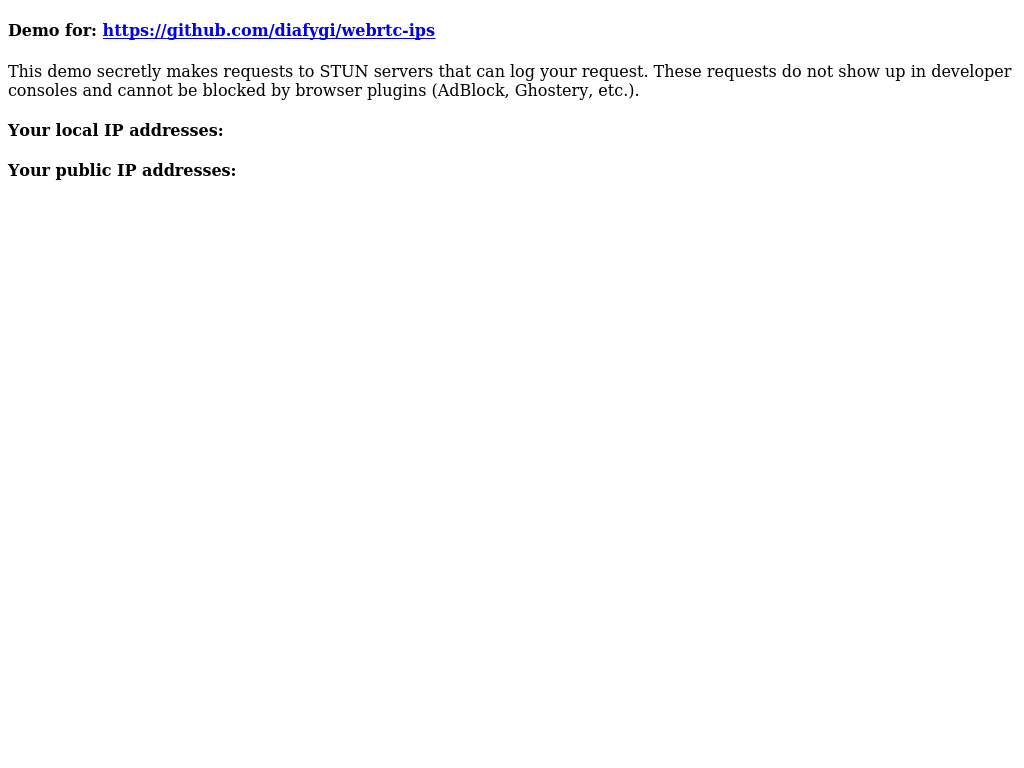 Demo for: https://github.com/diafygi/webrtc-ips
This demo secretly makes requests to STUN servers that can log your request. These requests do not show up in developer
consoles and cannot be blocked by browser plugins (AdBlock, Ghostery, etc.).
Your local IP addresses:
Your public IP addresses: